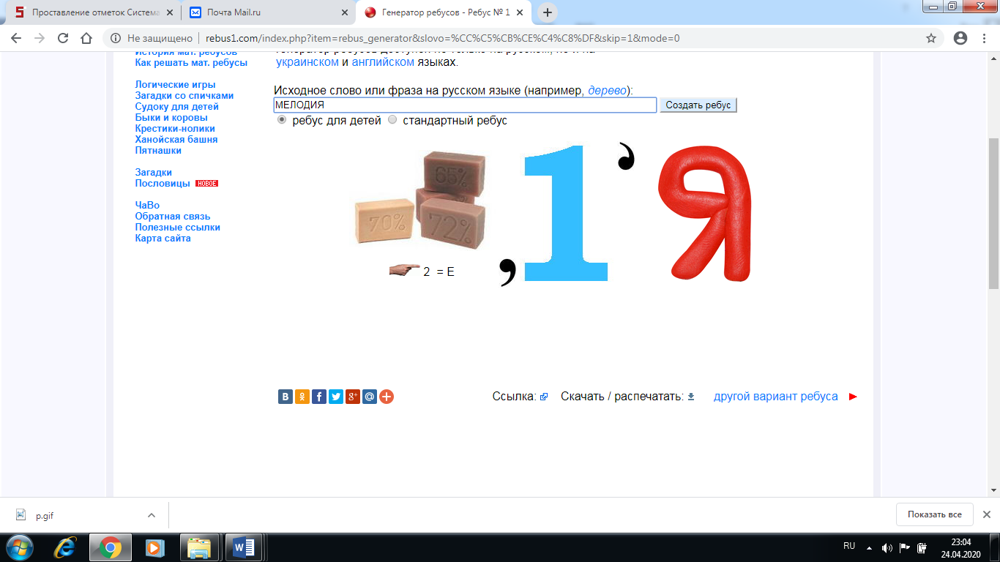 Проставление отметок Система
Почта Mail.ru
Генератор ребусов - Ребус № 1
Не защищено
rebus1.com/index.php?item=rebus_generator&slovo=%CC%C5%CB%CE%C4%C8%DF&skip=1&mode=0
История мат. ребусов
Как решать мат. ребусы
Логические игры
Загадки со спичками
Судоку для детей
Быки и коровы
Крестики-нолики
Ханойская башня
Пятнашки
Загадки
Пословицы НОВОЕ
ЧаВо
Обратная связь
Полезные ссылки
Карта сайта
украинском и английском языках.
Исходное слово или фраза на русском языке (например, дерево):
МЕЛОДИЯ
Создать ребус
ребус для детей стандартный ребус
65%
70%
72%
2 = Е
, 1 , Я
Ссылка: Скачать / распечатать: другой вариант ребуса
p.gif
Показать все
RU
23:04
24.04.2020